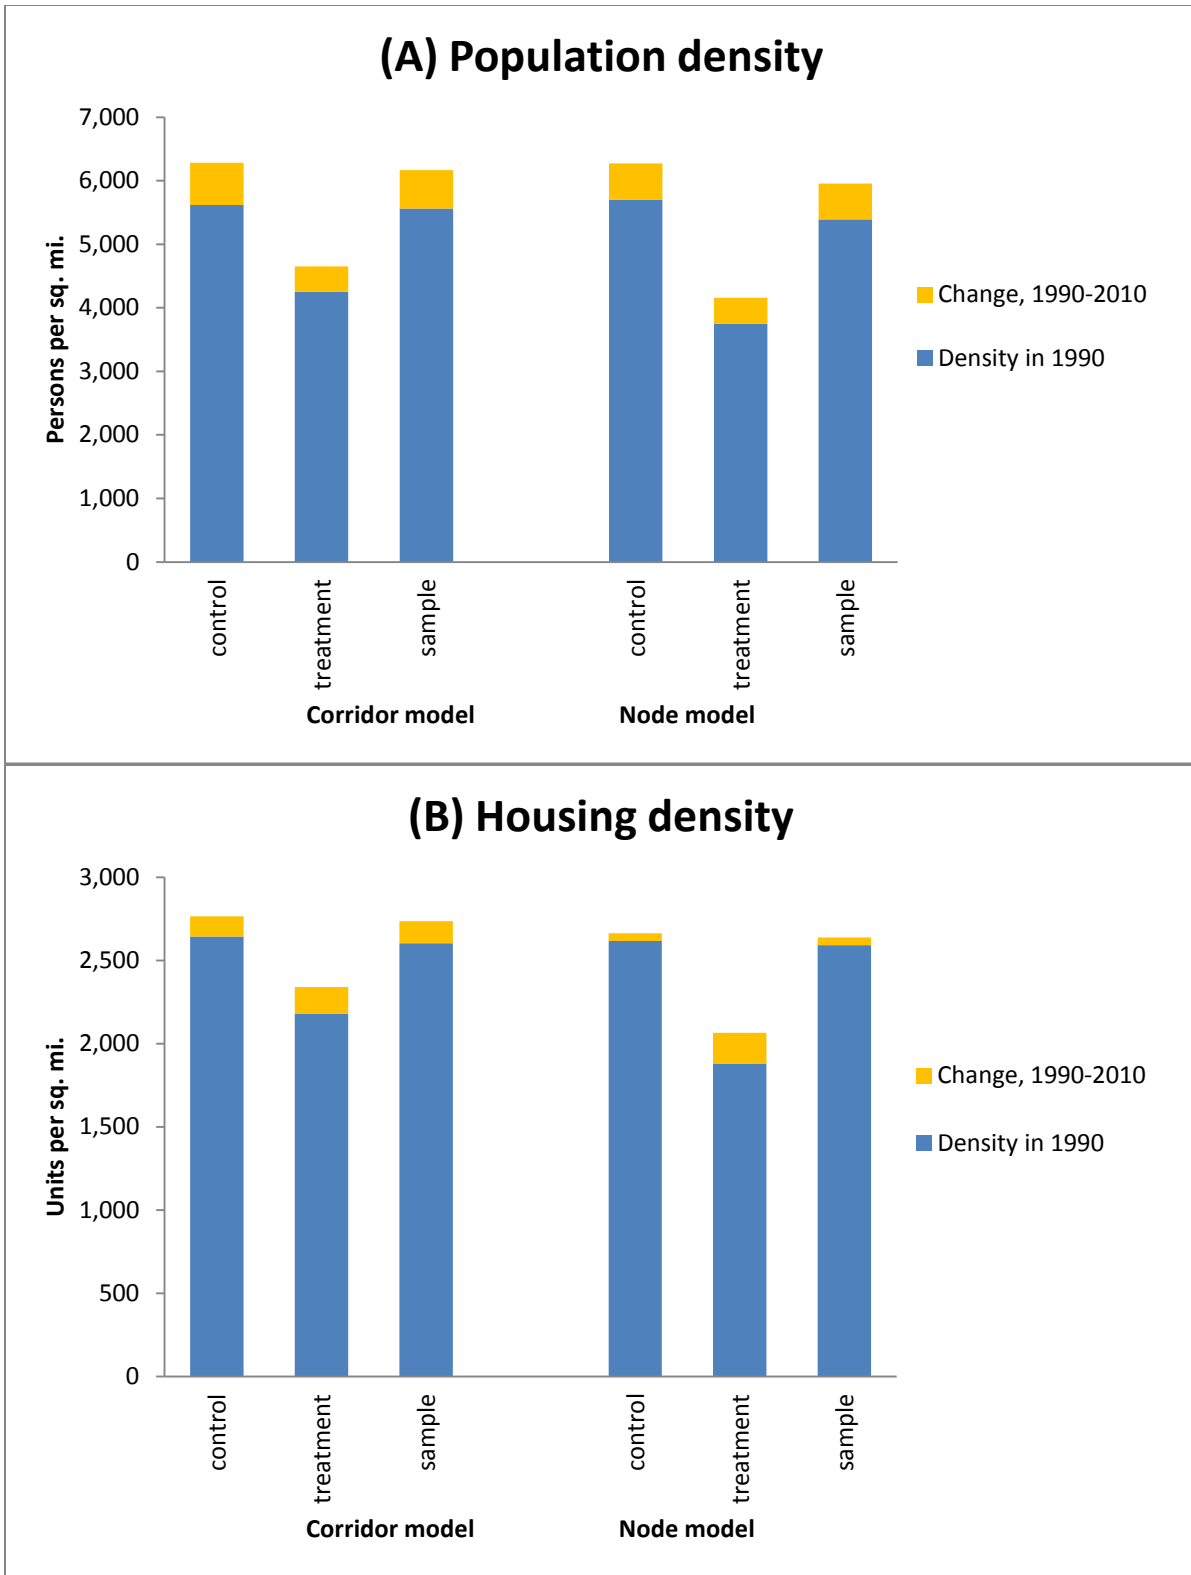 (A) Population density
7,000
6,000
5,000
4,000
3,000
2,000
1,000
0
Persons per sq. mi.
control
treatment
sample
control
treatment
sample
Corridor model
Node model
Change, 1990-2010
Density in 1990
(B) Housing density
3,000
2,500
2,000
1,500
1,000
500
0
Units per sq. mi.
control
treatment
sample
control
treatment
sample
Corridor model
Node model
Change, 1990-2010
Density in 1990